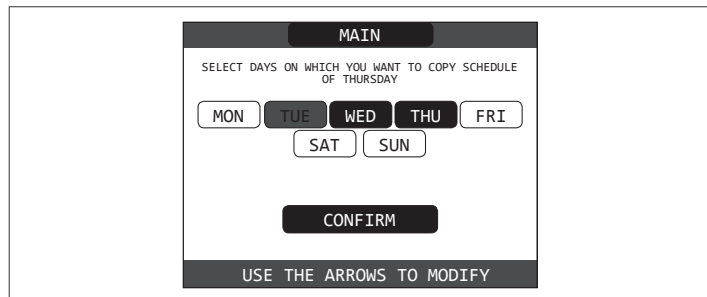 MAIN
SELECT DAYS ON WHICH YOU WANT TO COPY SCHEDULE
OF THURSDAY
MON TUE WED THU FRI
SAT SUN
CONFIRM
USE THE ARROWS TO MODIFY